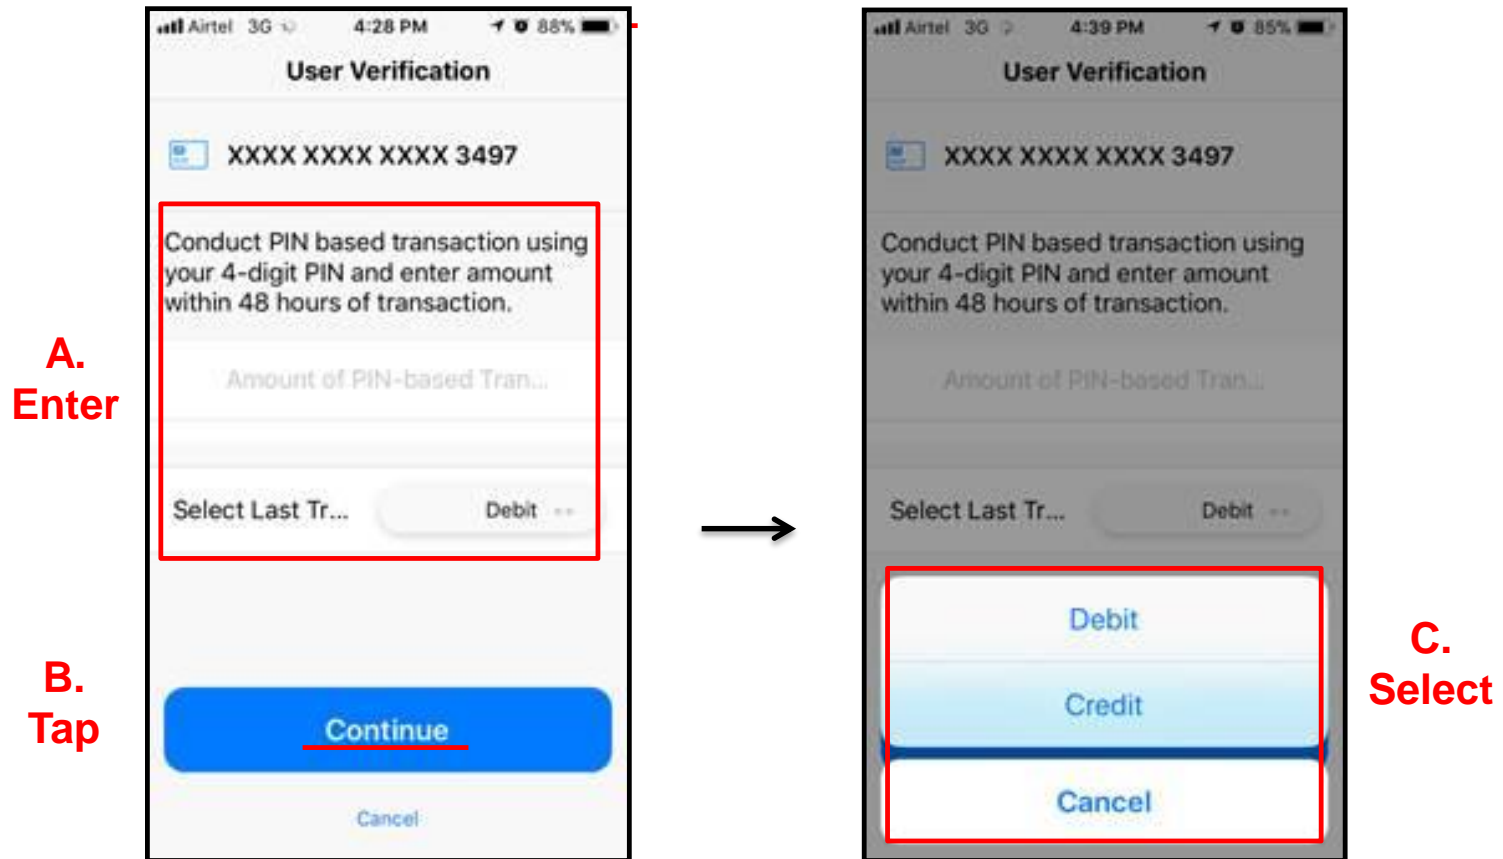 Airtel 3G 4:28 PM 88%
User Verification
XXXX XXXX XXXX 3497
Conduct PIN based transaction using
your 4-digit PIN and enter amount
within 48 hours of transaction.
Amount of PIN-based Tran...
Select Last Tr... Debit
Continue
Cancel
A.
Enter
B.
Tap
Airtel 3G 4:39 PM 85%
User Verification
XXXX XXXX XXXX 3497
Conduct PIN based transaction using
your 4-digit PIN and enter amount
within 48 hours of transaction.
Amount of PIN-based Tran...
Select Last Tr... Debit
Debit
Credit
Cancel
C.
Select